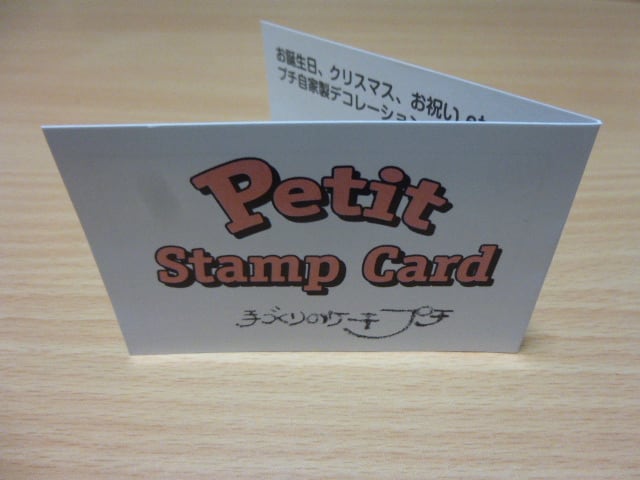 お誕生日、クリスマス、お祝い
プチ自家製デコレーション
Petit
Stamp Card
手づくりのケーキプチ